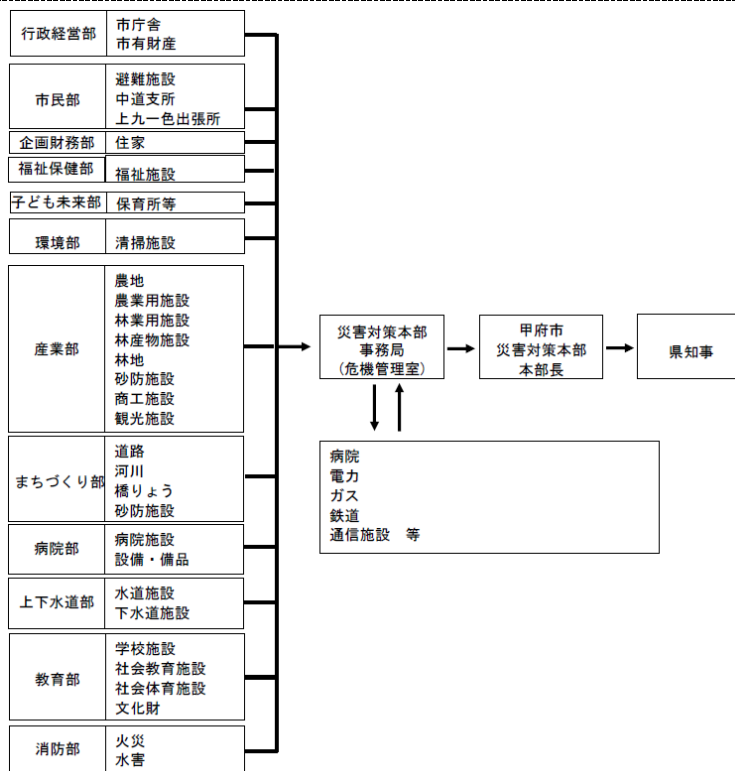 行政経営部
市庁舎
市有財産
市民部
避難施設
中道支所
上九一色出張所
企画財務部
住家
福祉保健部
福祉施設
子ども未来部
保育所等
環境部
清掃施設
産業部
農地
農業用施設
林業用施設
林産物施設
林地
砂防施設
商工施設
観光施設
まちづくり部
道路
河川
橋りょう
砂防施設
病院部
病院施設
設備・備品
上下水道部
水道施設
下水道施設
教育部
学校施設
社会教育施設
社会体育施設
文化財
消防部
火災
水害
災害対策本部
事務局
(危機管理室)
甲府市
災害対策本部
本部長
県知事
病院
電力
ガス
鉄道
通信施設　等